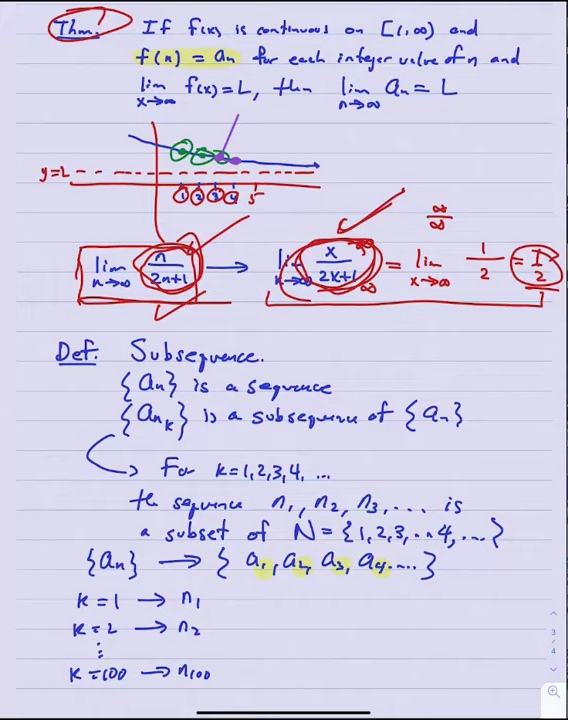 Thm. If f(x) is continuous on [1,∞) and
f(n) = an for each integer value of n and
lim x→∞ f(x) = L, then lim n→∞ an = L
y=L
1 2 3 4 5
∞/∞
lim n→∞ n/(2n+1) → lim x→∞ x/(2x+1) = lim x→∞ 1/2 = 1/2
∞
Def. Subsequence.
{an} is a sequence
{ank} is a subsequence of {an}
For k=1,2,3,4,...
the sequence n1, n2, n3, .... is
a subset of N = {1,2,3,..4,...}
{an} → { a1, a2, a3, a4.... }
k=1 → n1
k=2 → n2
⋮
k=100 → n100
3
/
4